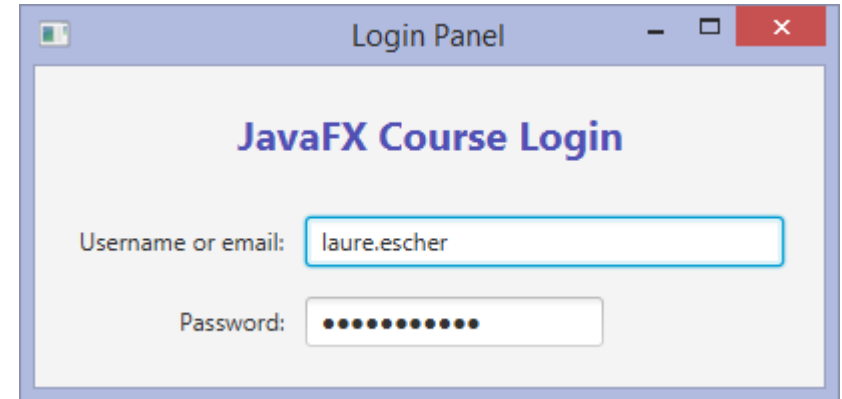 Login Panel
JavaFX Course Login
Username or email: laure.escher
Password: •••••••••••